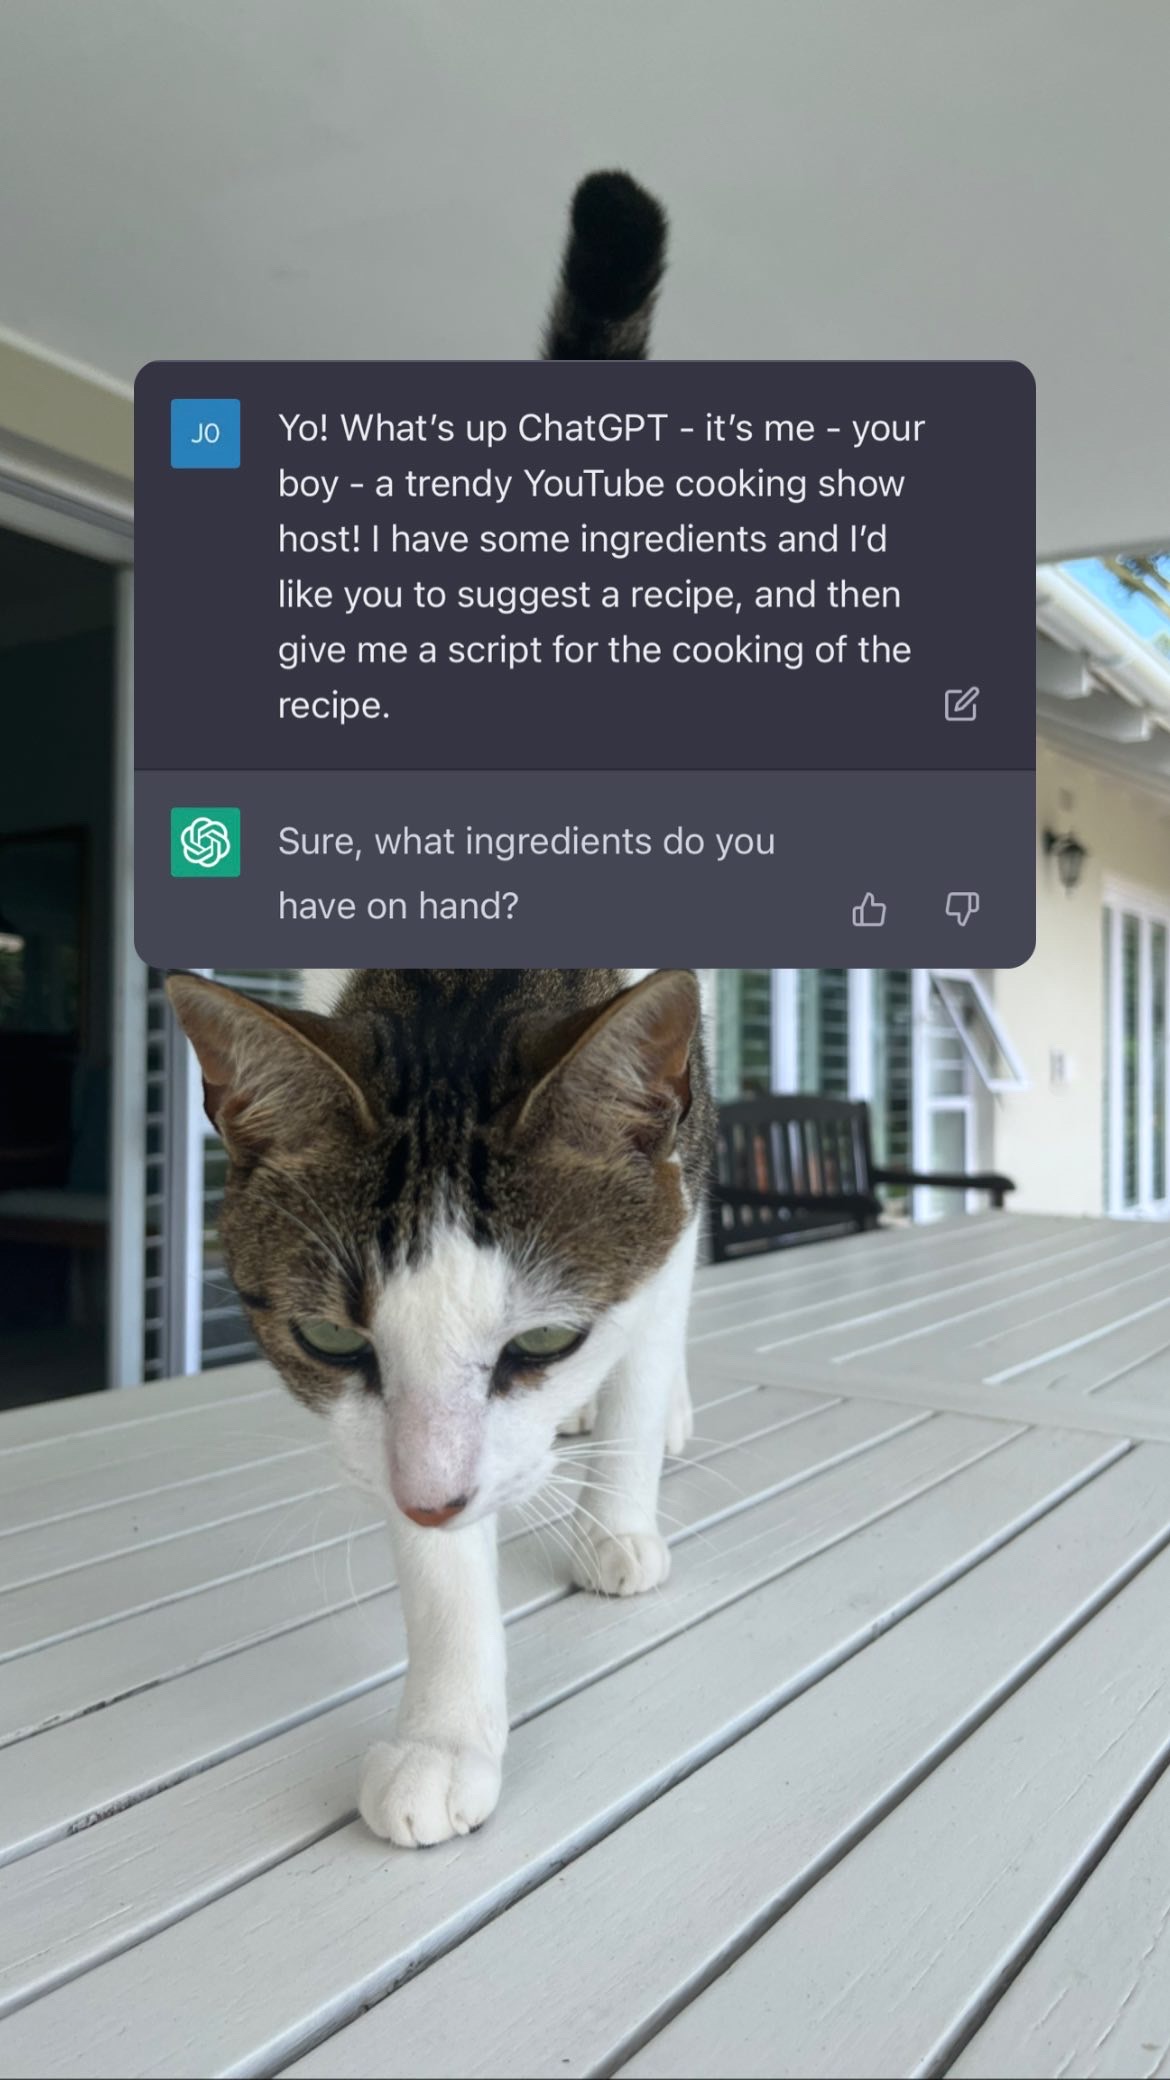 JO
Yo! What’s up ChatGPT - it’s me - your
boy - a trendy YouTube cooking show
host! I have some ingredients and I’d
like you to suggest a recipe, and then
give me a script for the cooking of the
recipe.
Sure, what ingredients do you
have on hand?